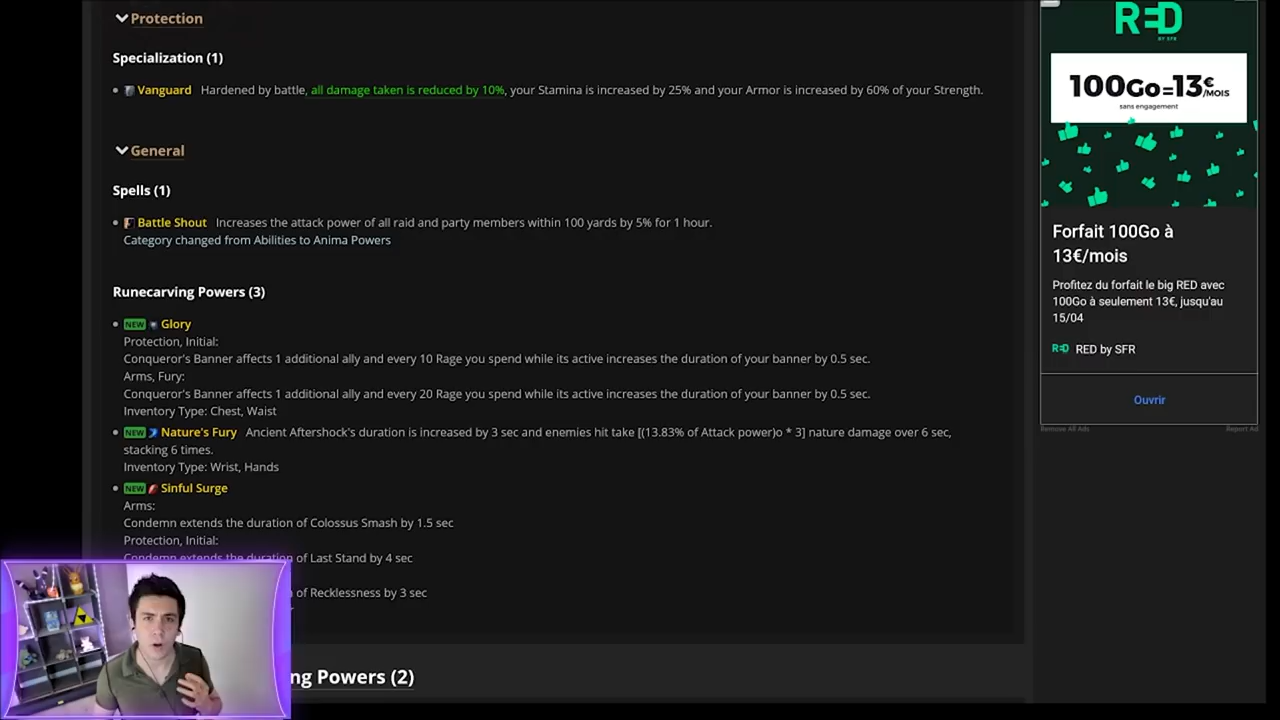 Protection
Specialization (1)
Vanguard Hardened by battle, all damage taken is reduced by 10%, your Stamina is increased by 25% and your Armor is increased by 60% of your Strength.
General
Spells (1)
Battle Shout Increases the attack power of all raid and party members within 100 yards by 5% for 1 hour.
Category changed from Abilities to Anima Powers
Runecarving Powers (3)
NEW Glory
Protection, Initial:
Conqueror's Banner affects 1 additional ally and every 10 Rage you spend while its active increases the duration of your banner by 0.5 sec.
Arms, Fury:
Conqueror's Banner affects 1 additional ally and every 20 Rage you spend while its active increases the duration of your banner by 0.5 sec.
Inventory Type: Chest, Waist
NEW Nature's Fury Ancient Aftershock's duration is increased by 3 sec and enemies hit take [(13.83% of Attack power)o * 3] nature damage over 6 sec,
stacking 6 times.
Inventory Type: Wrist, Hands
NEW Sinful Surge
Arms:
Condemn extends the duration of Colossus Smash by 1.5 sec
Protection, Initial:
Condemn extends the duration of Last Stand by 4 sec
of Recklessness by 3 sec
ng Powers (2)
RED
BY SFR
100Go=13€/MOIS
sans engagement
Forfait 100Go à
13€/mois
Profitez du forfait le big RED avec
100Go à seulement 13€, jusqu'au
15/04
RED RED by SFR
Ouvrir
Remove All Ads
Report Ad